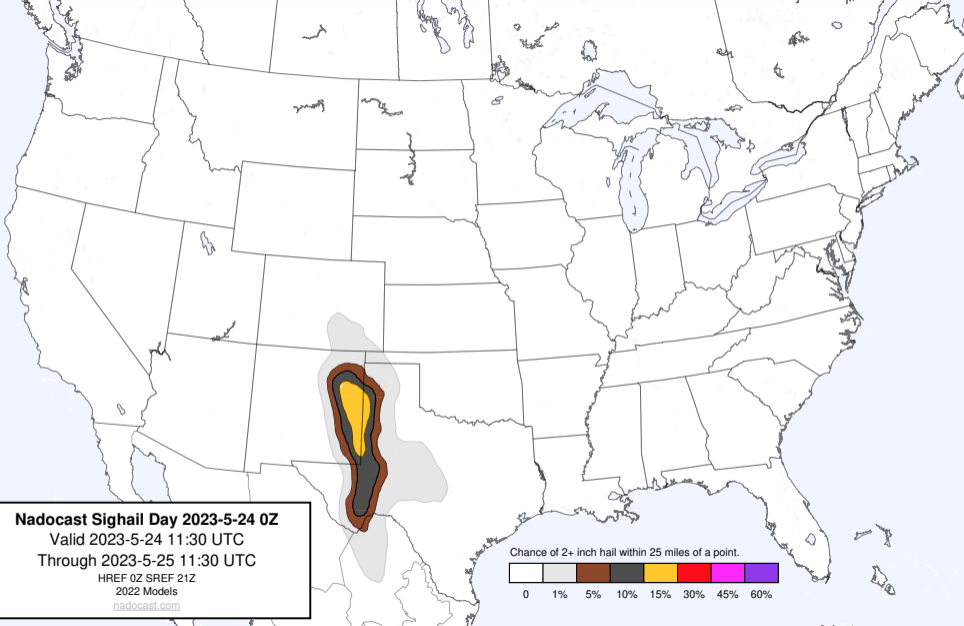 Nadocast Sighail Day 2023-5-24 0Z
Valid 2023-5-24 11:30 UTC
Through 2023-5-25 11:30 UTC
HREF 0Z SREF 21Z
2022 Models
nadocast.com
Chance of 2+ inch hail within 25 miles of a point.
0 1% 5% 10% 15% 30% 45% 60%